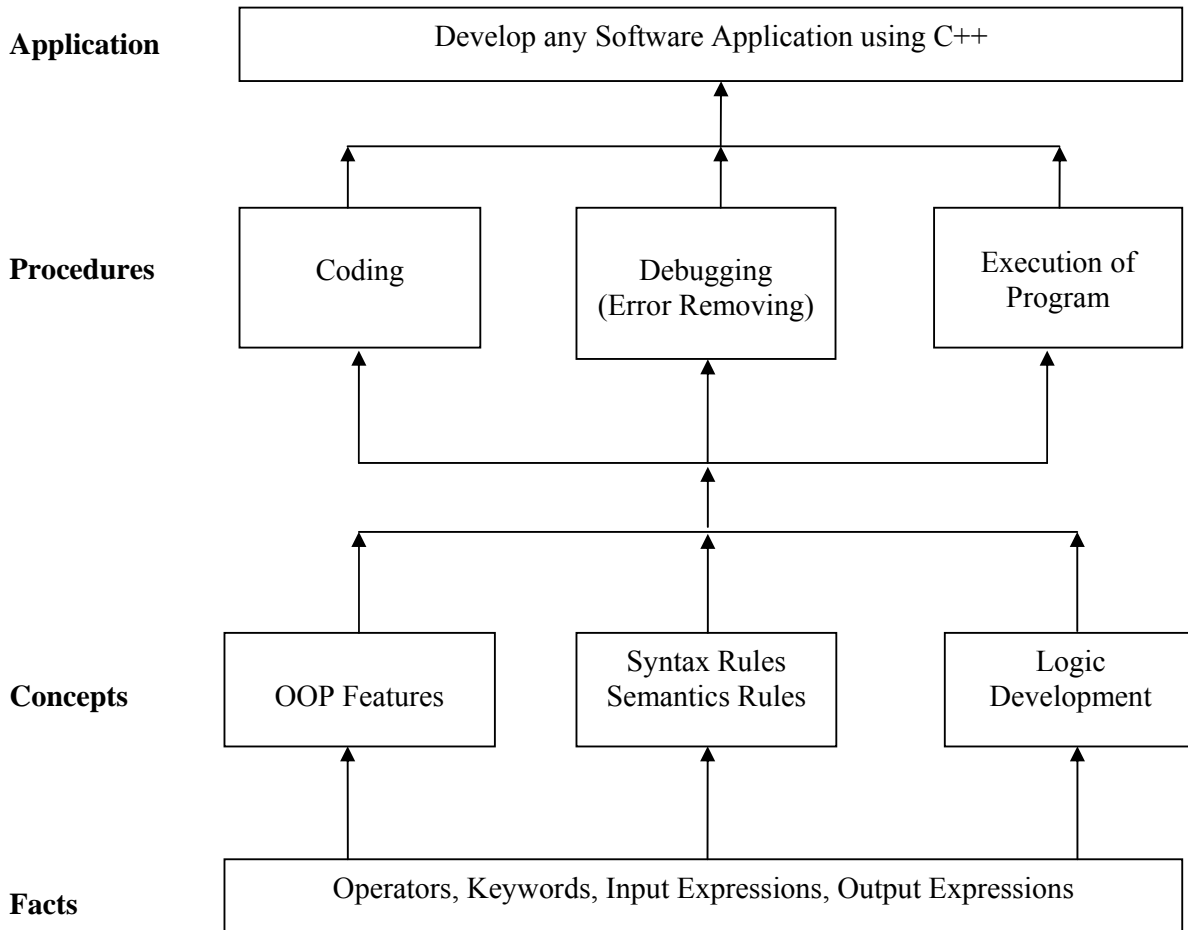 Application
Develop any Software Application using C++
Procedures
Coding
Debugging
(Error Removing)
Execution of
Program
Concepts
OOP Features
Syntax Rules
Semantics Rules
Logic
Development
Facts
Operators, Keywords, Input Expressions, Output Expressions